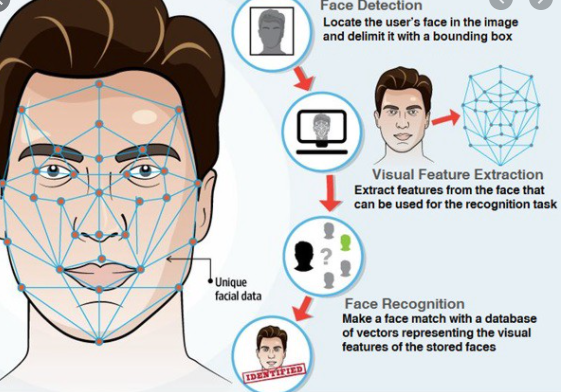 Face Detection
Locate the user's face in the image
and delimit it with a bounding box
Visual Feature Extraction
Extract features from the face that
can be used for the recognition task
?
Unique
facial data
Face Recognition
Make a face match with a database
of vectors representing the visual
features of the stored faces
IDENTIFIED